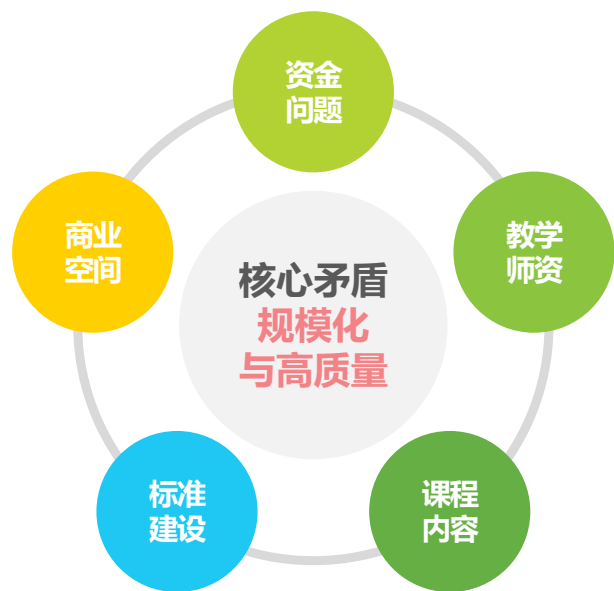 资金
问题
商业
空间
教学
师资
核心矛盾
规模化
与高质量
标准
建设
课程
内容